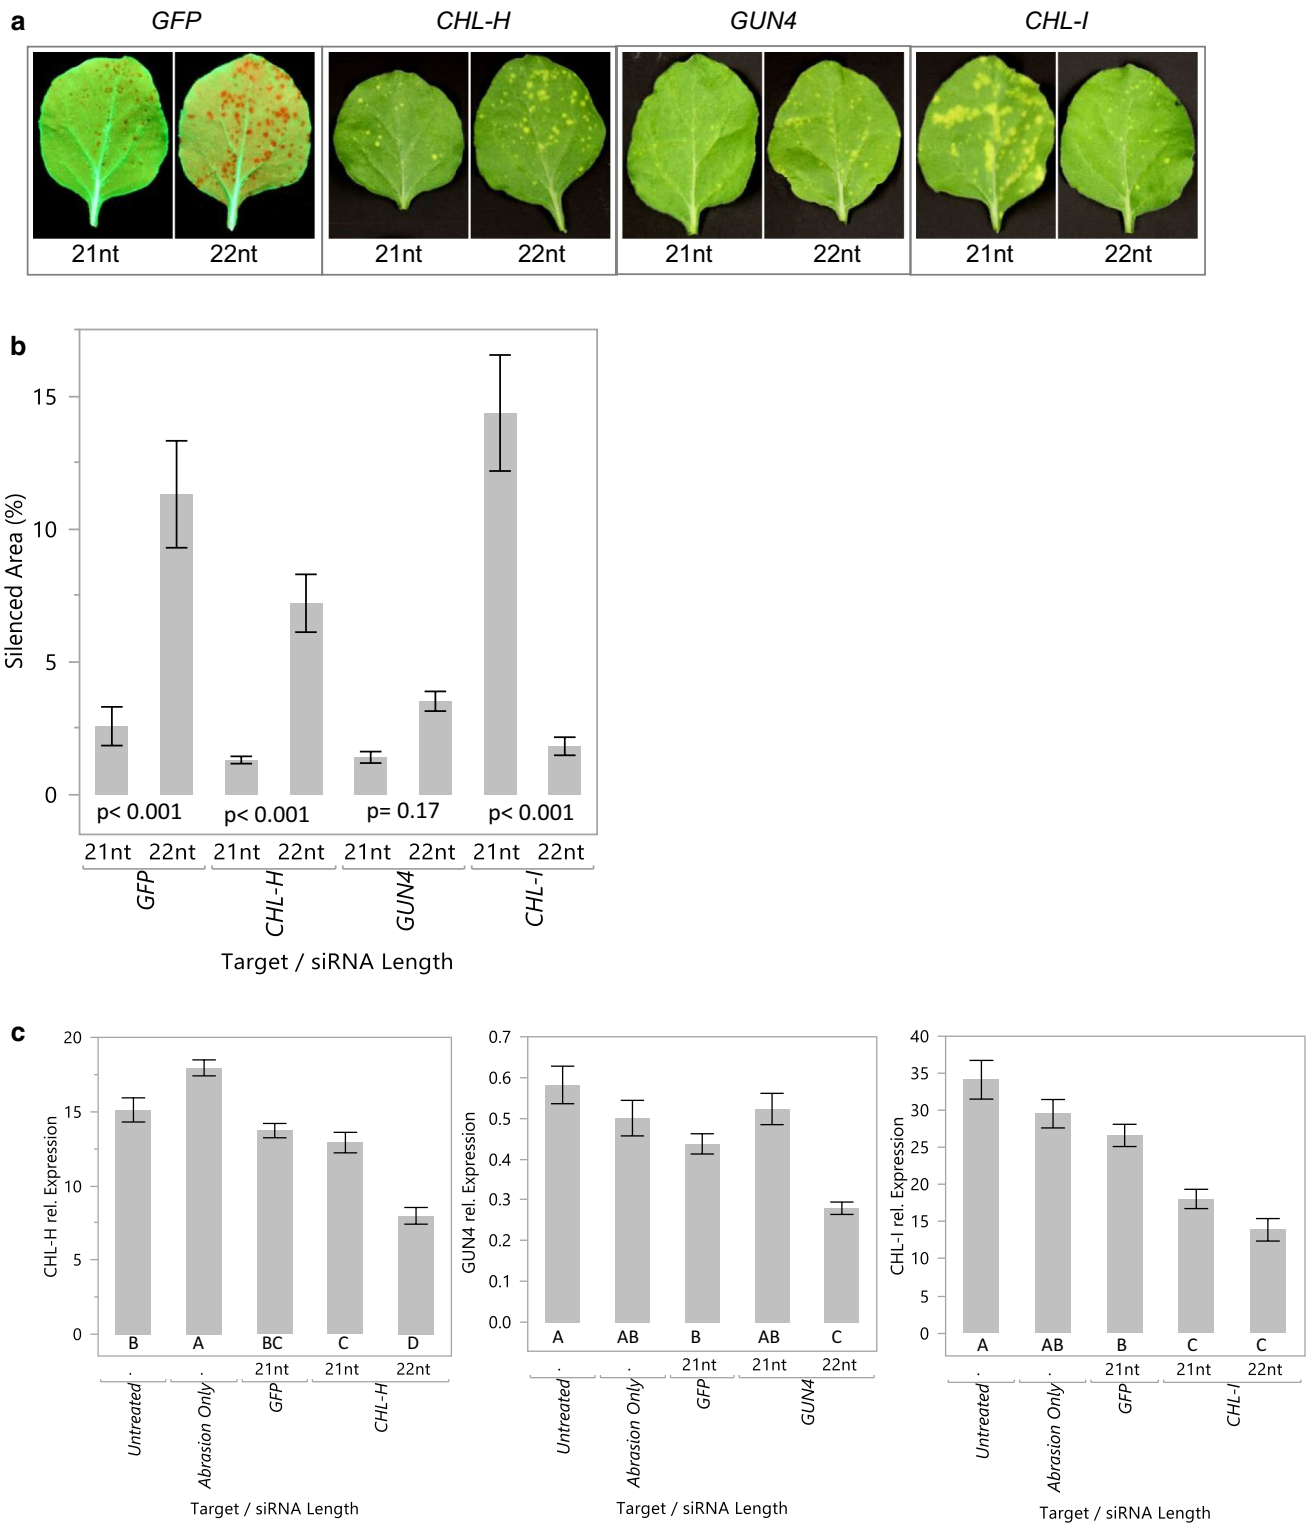 a
GFP CHL-H GUN4 CHL-I
21nt 22nt 21nt 22nt 21nt 22nt 21nt 22nt
b
Silenced Area (%)
15
10
5
0
p< 0.001 p< 0.001 p= 0.17 p< 0.001
21nt 22nt 21nt 22nt 21nt 22nt 21nt 22nt
GFP CHL-H GUN4 CHL-I
Target / siRNA Length
c
CHL-H rel. Expression
20
15
10
5
0
B A BC C D
. . 21nt 21nt 22nt
Untreated Abrasion Only GFP CHL-H
Target / siRNA Length
GUN4 rel. Expression
0.7
0.6
0.5
0.4
0.3
0.2
0.1
0.0
A AB B AB C
. . 21nt 21nt 22nt
Untreated Abrasion Only GFP GUN4
Target / siRNA Length
CHL-I rel. Expression
40
35
30
25
20
15
10
5
0
A AB B C C
. . 21nt 21nt 22nt
Untreated Abrasion Only GFP CHL-I
Target / siRNA Length